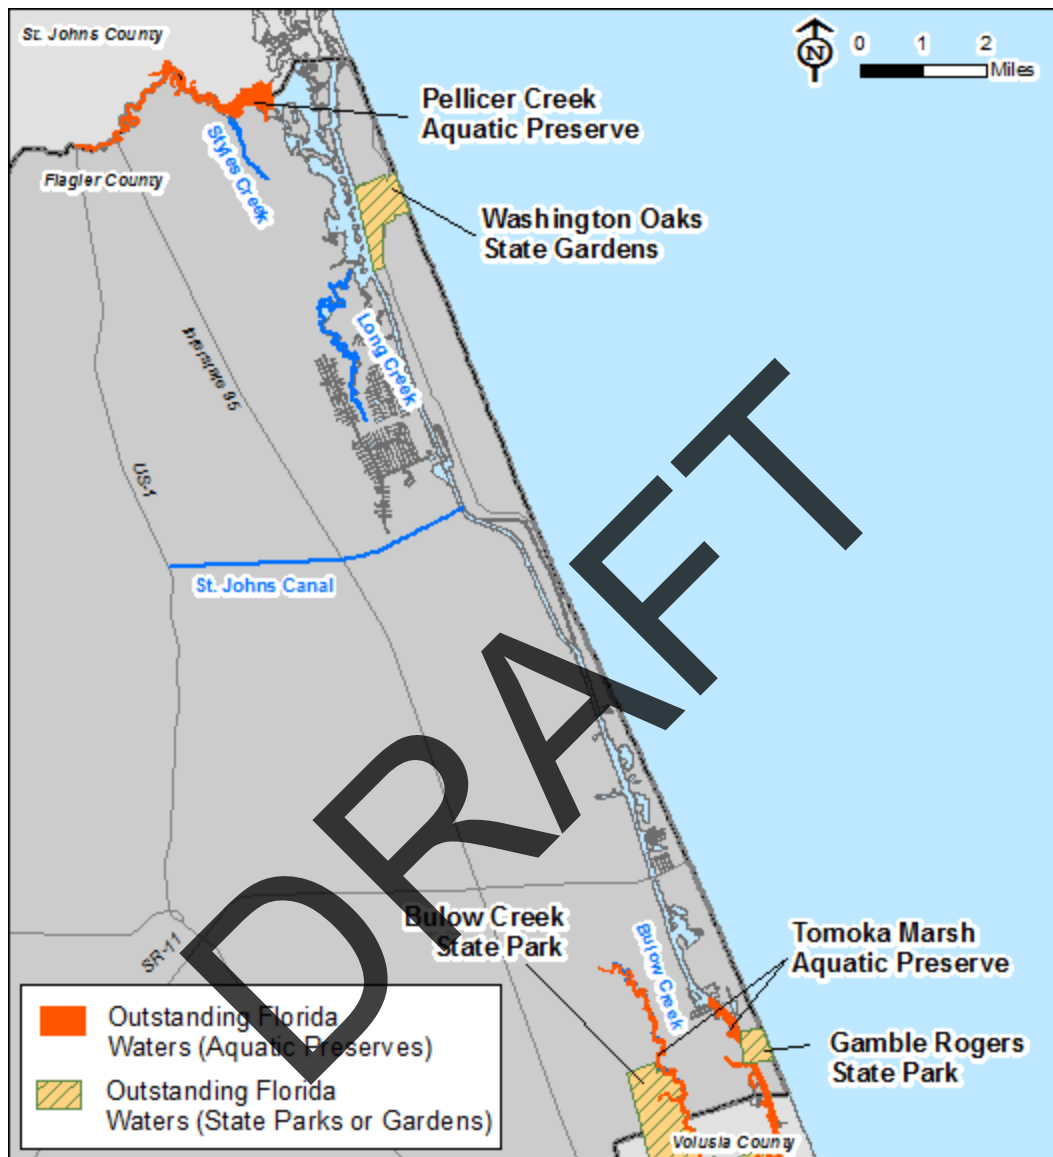 St. Johns County
N
0 1 2
Miles
Pellicer Creek
Aquatic Preserve
Styles Creek
Flagler County
Washington Oaks
State Gardens
Long Creek
Interstate 95
US-1
St. Johns Canal
DRAFT
Bulow Creek
State Park
SR-11
Bulow Creek
Tomoka Marsh
Aquatic Preserve
Gamble Rogers
State Park
Volusia County
Outstanding Florida
Waters (Aquatic Preserves)
Outstanding Florida
Waters (State Parks or Gardens)